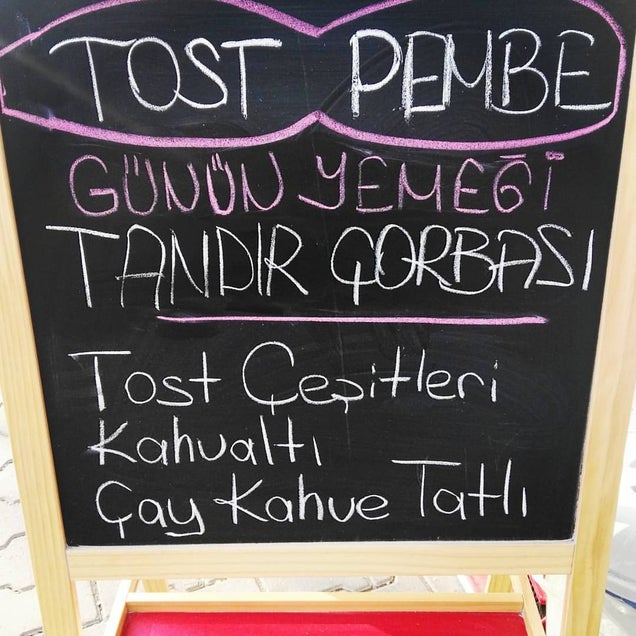 TOST PEMBE
GÜNÜN YEMEĞİ
TANDIR ÇORBASI
Tost Çeşitleri
Kahvaltı
Çay Kahve Tatlı